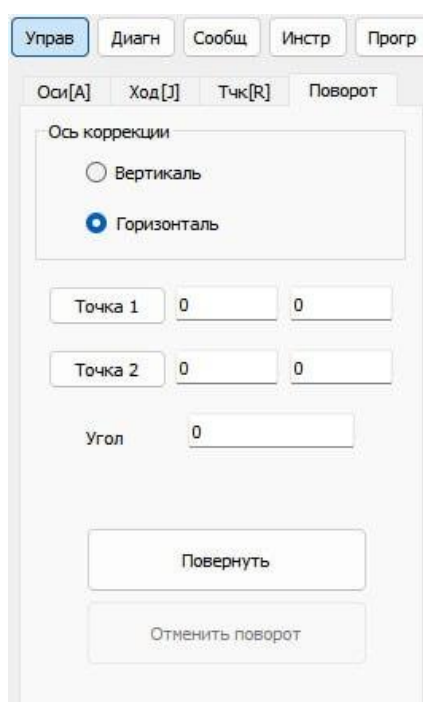 Управ Диагн Сообщ Инстр Прогр
Оси[A] Ход[J] Тчк[R] Поворот
Ось коррекции
Вертикаль
Горизонталь
Точка 1 0 0
Точка 2 0 0
Угол 0
Повернуть
Отменить поворот